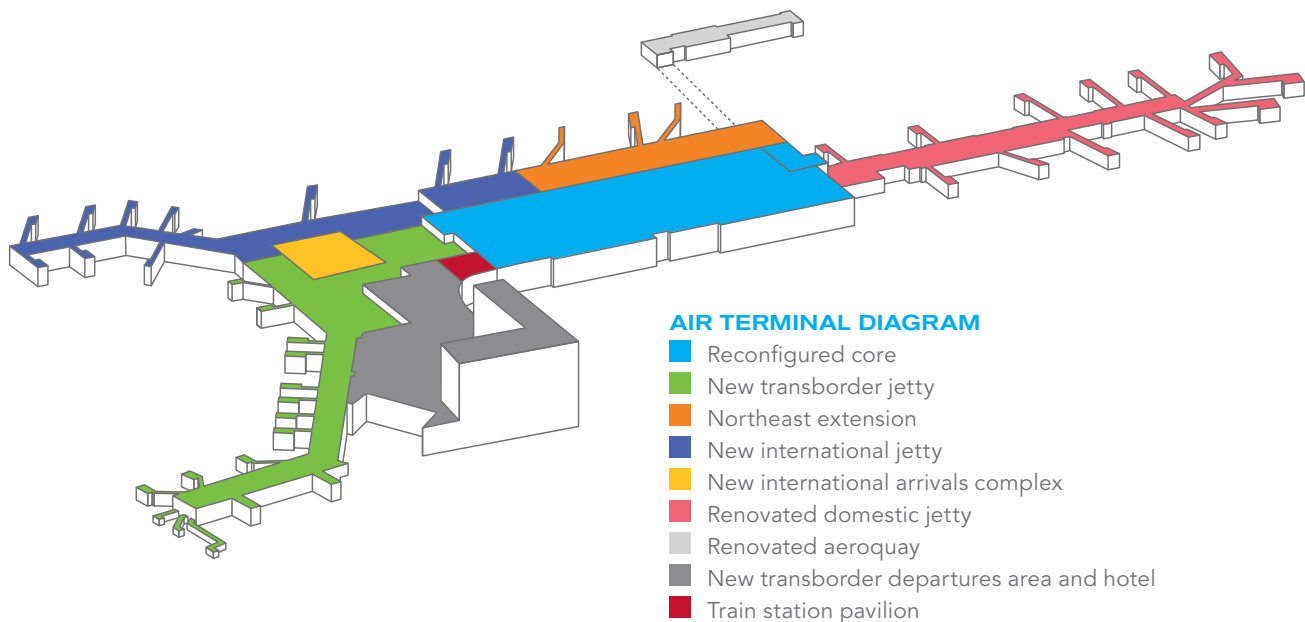 AIR TERMINAL DIAGRAM
Reconfigured core
New transborder jetty
Northeast extension
New international jetty
New international arrivals complex
Renovated domestic jetty
Renovated aeroquay
New transborder departures area and hotel
Train station pavilion